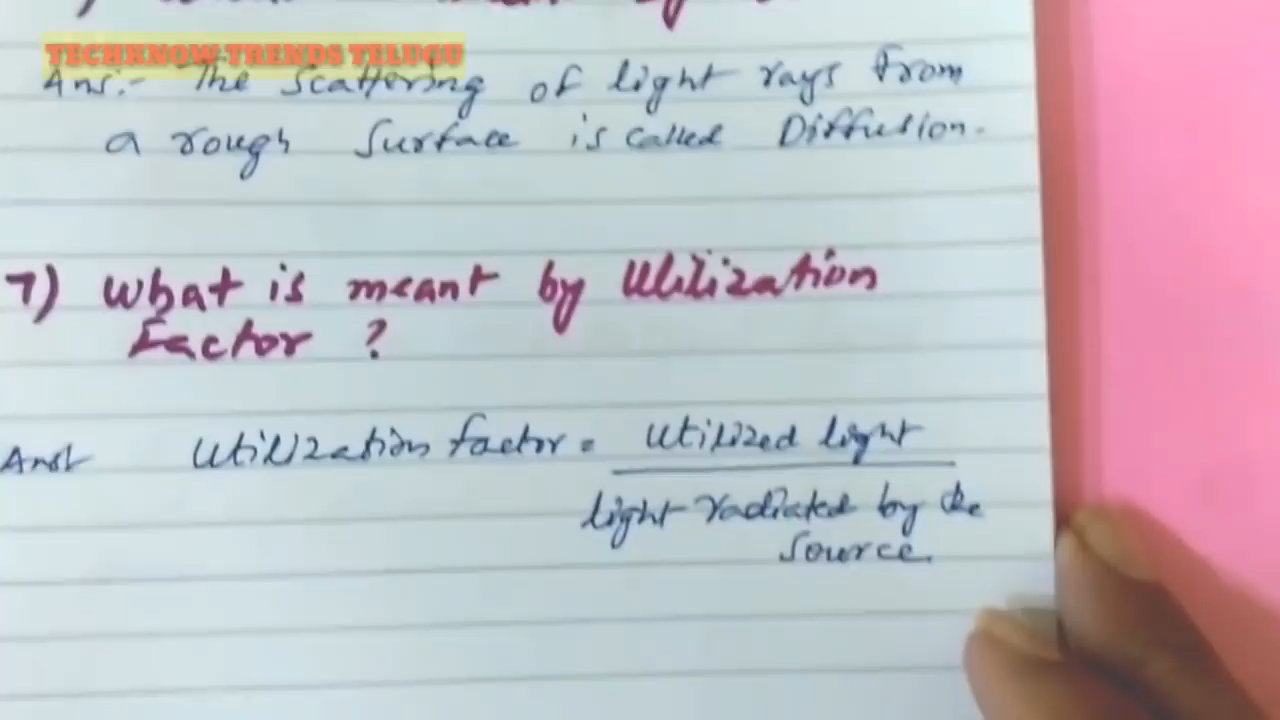 TECHKNOW TRENDS TELUGU
Ans:- The Scattering of light rays from
a rough Surface is called Diffusion.
7) What is meant by Utilization
Factor ?
Ans: Utilization factor = Utilized light
light radiated by the
Source.